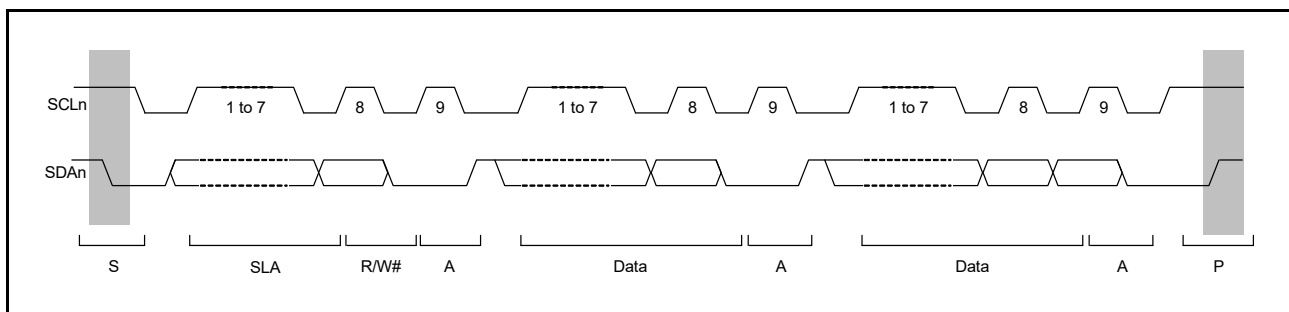 SCLn
1 to 7 8 9 1 to 7 8 9 1 to 7 8 9
SDAn
S SLA R/W# A Data A Data A P